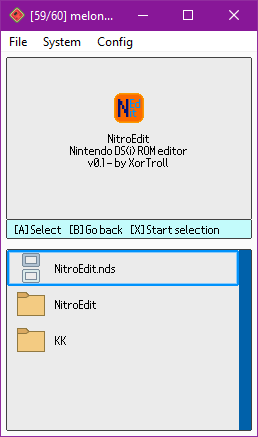 [59/60] melon...
File System Config
NEdit
NitroEdit
Nintendo DS(i) ROM editor
v0.1 - by XorTroll
[A]Select [B]Go back [X]Start selection
NitroEdit.nds
NitroEdit
KK